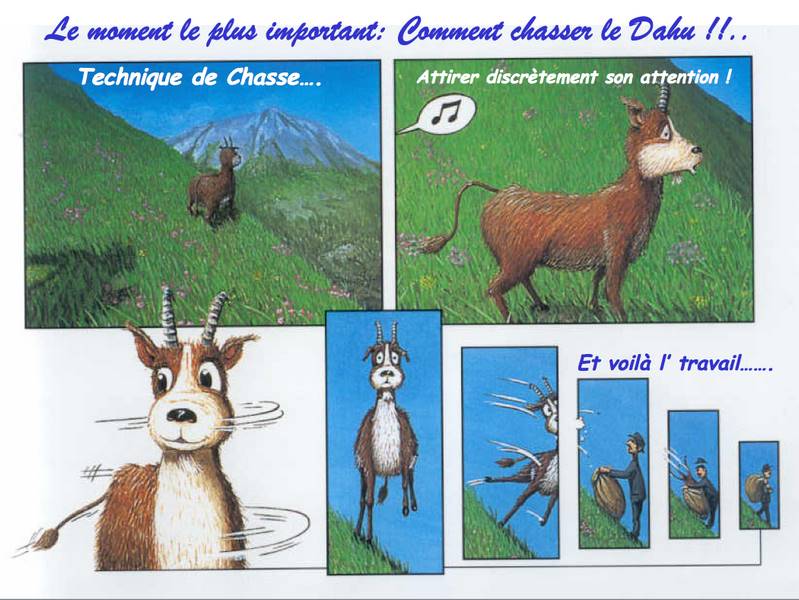 Le moment le plus important: Comment chasser le Dahu !!..
Technique de Chasse....
Attirer discrètement son attention !
Et voilà l' travail.......